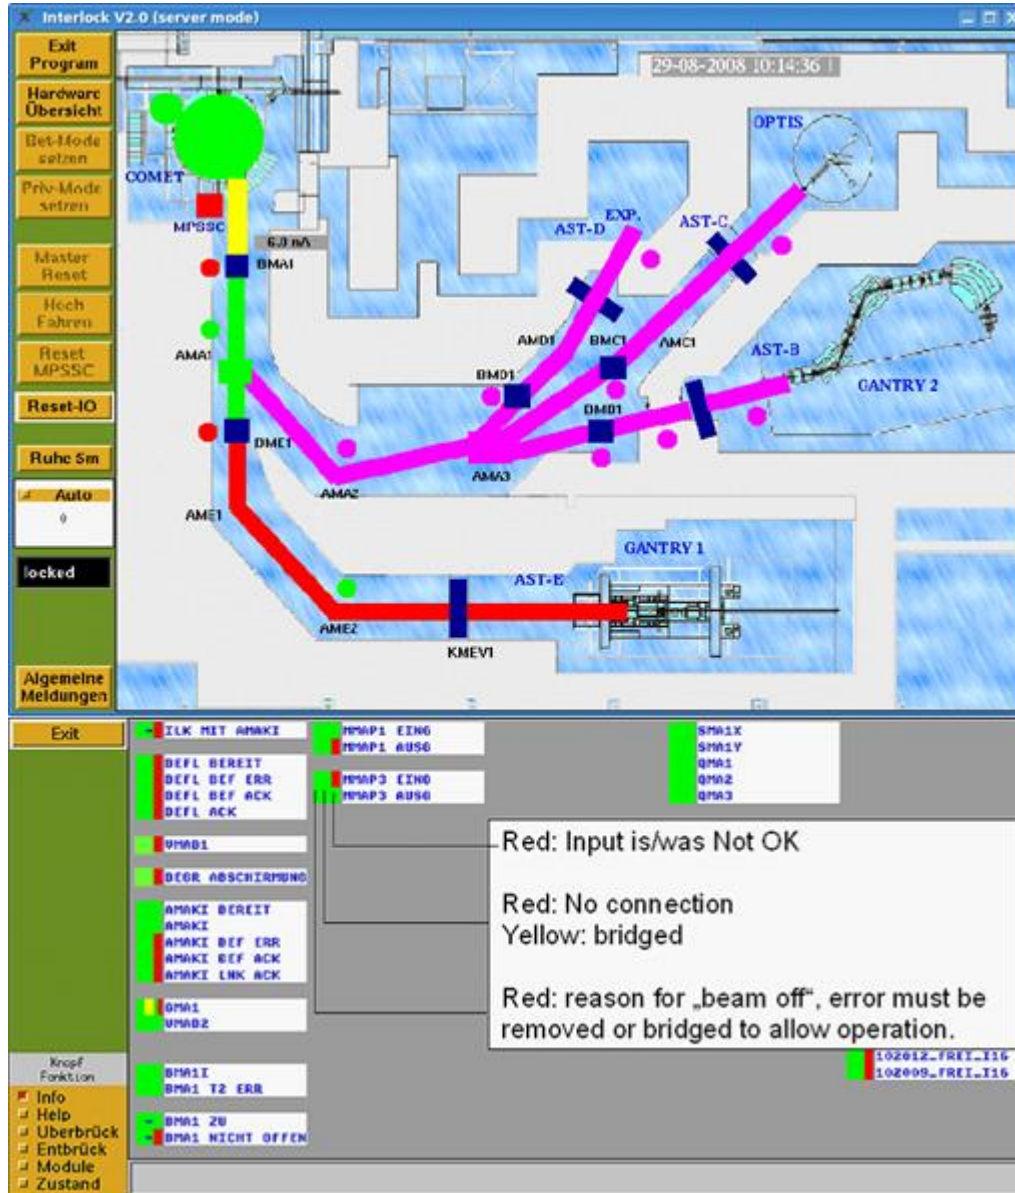 Interlock V2.0 (server mode)
Exit
Program
Hardware
Übersicht
Bet-Mode
setzen
Priv-Mode
setzen
Master
Reset
Hoch
Fahren
Reset
MPSSC
Reset-IO
Ruhe Sm
Auto
0
locked
Algemeine
Meldungen
29-08-2008 10:14:36
OPTIS
COMET
MPSSC
6.0 nA
BMA1
EXP.
AST-D
AST-C
AMA1
AMD1
BMC1
AMC1
AST-B
BMD1
GANTRY 2
DMB1
DME1
AMA2
AMA3
AME1
GANTRY 1
AST-E
AME2
KMEV1
Exit
ILK MIT AMAKI
DEFL BEREIT
DEFL BEF ERR
DEFL BEF ACK
DEFL ACK
VMAB1
DEGR ABSCHIRMUNG
AMAKI BEREIT
AMAKI
AMAKI BEF ERR
AMAKI BEF ACK
AMAKI LNK ACK
QMA1
VMAB2
BMA1I
BMA1 T2 ERR
BMA1 ZU
BMA1 NICHT OFFEN
MMAP1 EING
MMAP1 AUSG
MMAP3 EING
MMAP3 AUSG
SMA1X
SMA1Y
QMA1
QMA2
QMA3
Red: Input is/was Not OK
Red: No connection
Yellow: bridged
Red: reason for „beam off“, error must be
removed or bridged to allow operation.
102012_FREI_I16
102009_FREI_I16
Knopf
Fonktion
Info
Help
Uberbrück
Entbrück
Module
Zustand